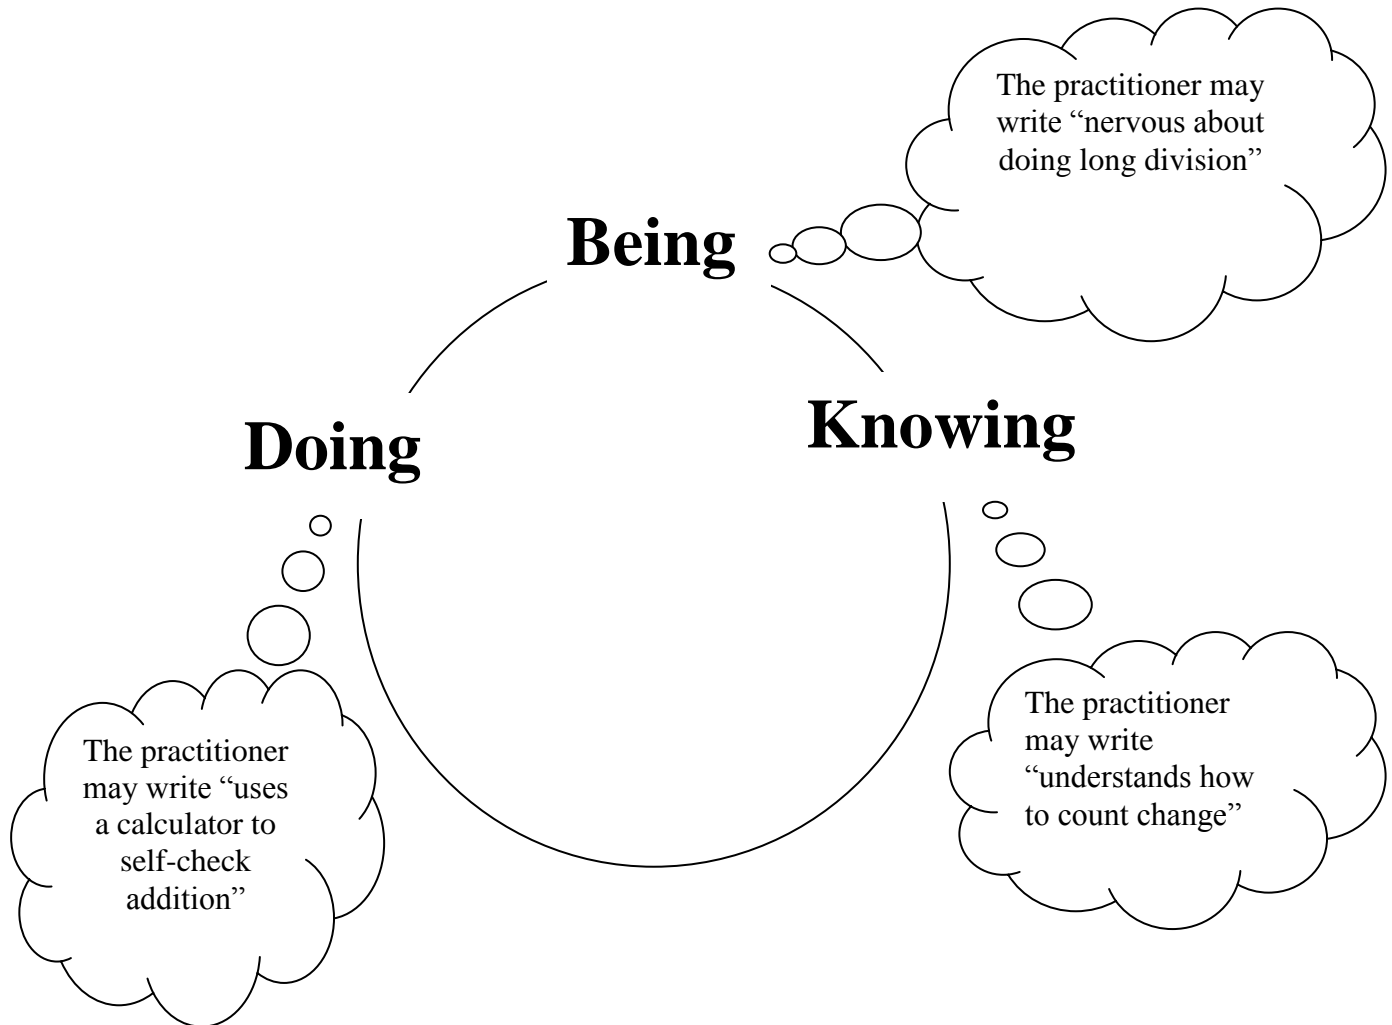 The practitioner may
write “nervous about
doing long division”
Being
Knowing
Doing
The practitioner
may write
“understands how
to count change”
The practitioner
may write “uses
a calculator to
self-check
addition”